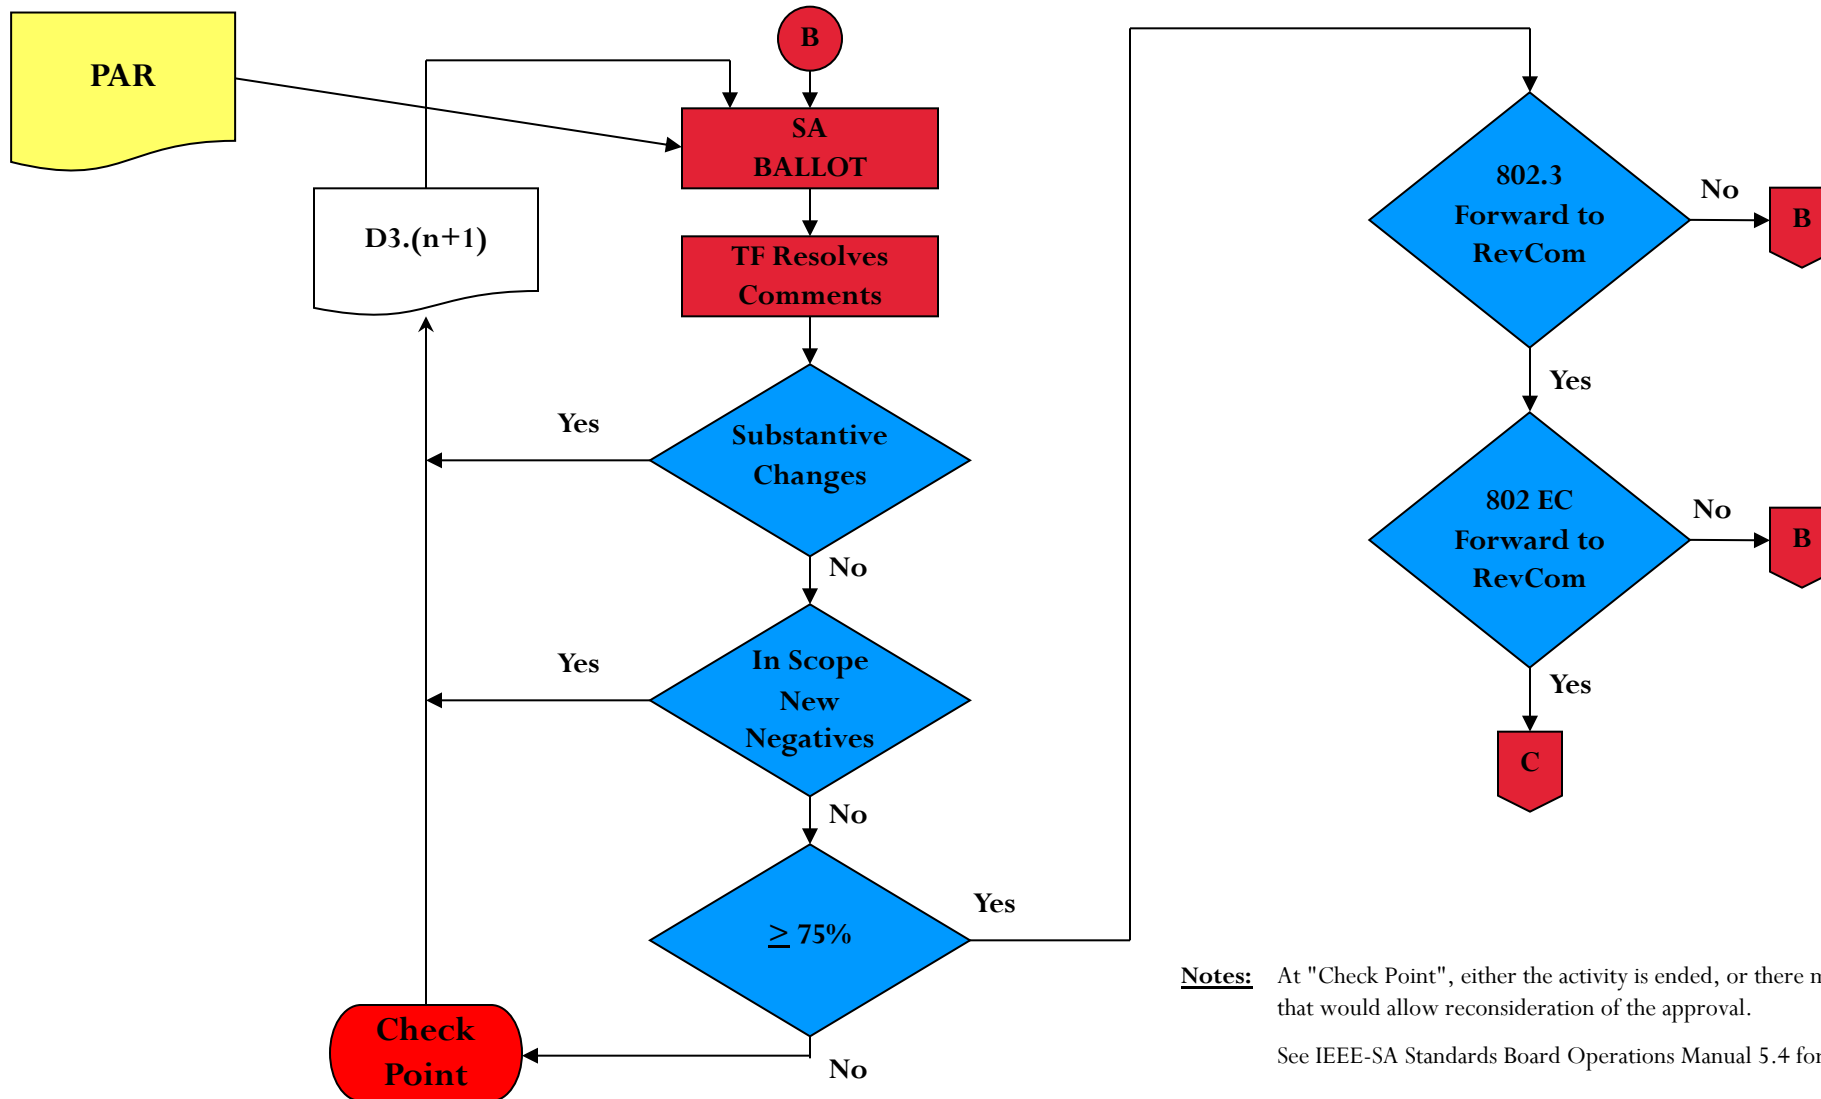 PAR
B
SA
BALLOT
D3.(n+1)
TF Resolves
Comments
Yes
Substantive
Changes
No
Yes
In Scope
New
Negatives
No
≥ 75%
Yes
No
Check
Point
802.3
Forward to
RevCom
No
B
Yes
802 EC
Forward to
RevCom
No
B
Yes
C
Notes: At "Check Point", either the activity is ended, or there
that would allow reconsideration of the approval.
See IEEE-SA Standards Board Operations Manual 5.4 for